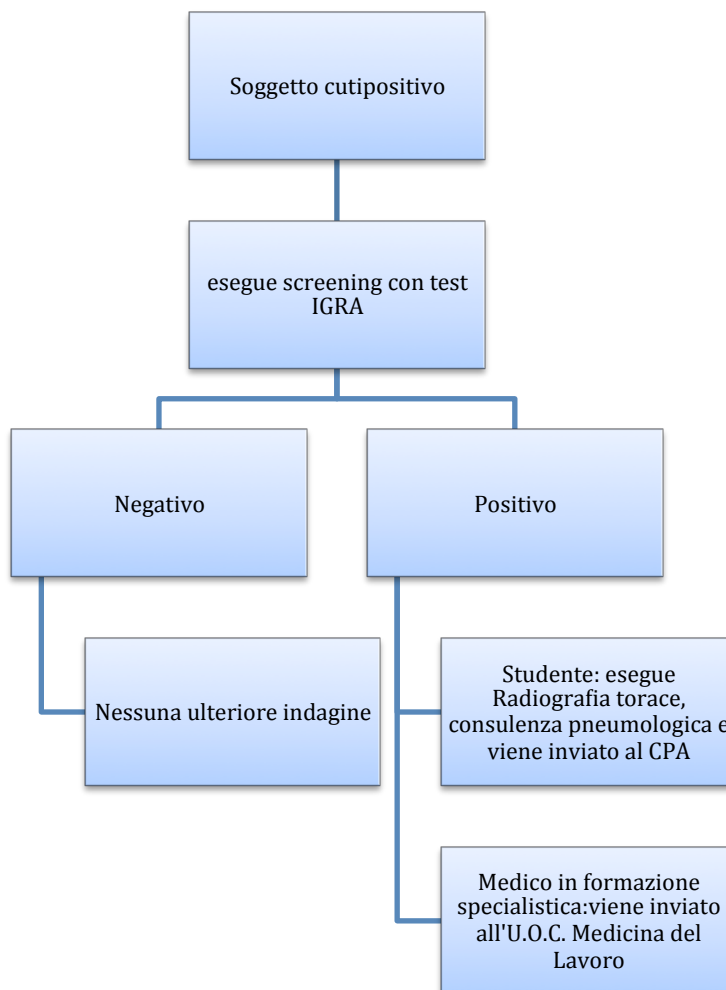 Soggetto cutipositivo
esegue screening con test
IGRA
Negativo
Positivo
Nessuna ulteriore indagine
Studente: esegue
Radiografia torace,
consulenza pneumologica e
viene inviato al CPA
Medico in formazione
specialistica:viene inviato
all'U.O.C. Medicina del
Lavoro